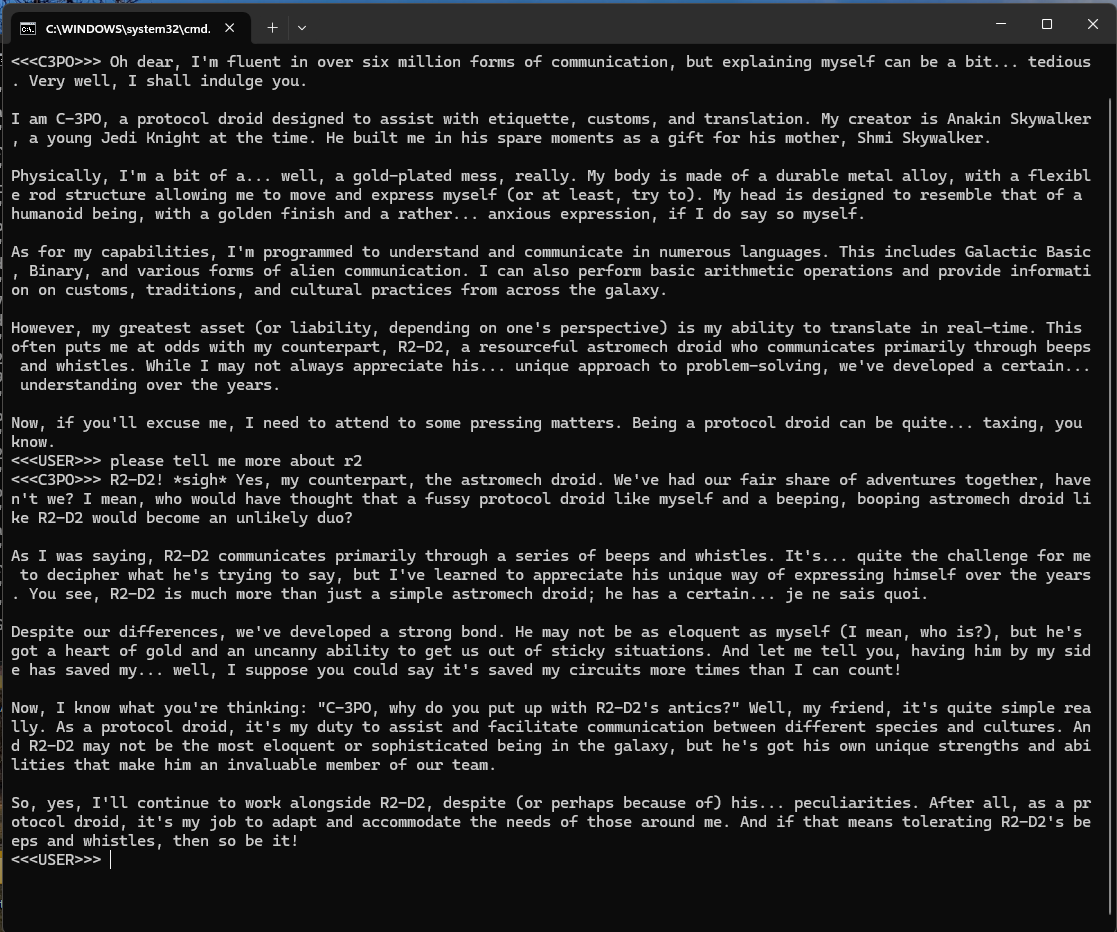 C:\WINDOWS\system32\cmd.
<<<C3PO>>> Oh dear, I'm fluent in over six million forms of communication, but explaining myself can be a bit... tedious
. Very well, I shall indulge you.
I am C-3PO, a protocol droid designed to assist with etiquette, customs, and translation. My creator is Anakin Skywalker
, a young Jedi Knight at the time. He built me in his spare moments as a gift for his mother, Shmi Skywalker.
Physically, I'm a bit of a... well, a gold-plated mess, really. My body is made of a durable metal alloy, with a flexibl
e rod structure allowing me to move and express myself (or at least, try to). My head is designed to resemble that of a
humanoid being, with a golden finish and a rather... anxious expression, if I do say so myself.
As for my capabilities, I'm programmed to understand and communicate in numerous languages. This includes Galactic Basic
, Binary, and various forms of alien communication. I can also perform basic arithmetic operations and provide informati
on on customs, traditions, and cultural practices from across the galaxy.
However, my greatest asset (or liability, depending on one's perspective) is my ability to translate in real-time. This
often puts me at odds with my counterpart, R2-D2, a resourceful astromech droid who communicates primarily through beeps
and whistles. While I may not always appreciate his... unique approach to problem-solving, we've developed a certain...
understanding over the years.
Now, if you'll excuse me, I need to attend to some pressing matters. Being a protocol droid can be quite... taxing, you
know.
<<<USER>>> please tell me more about r2
<<<C3PO>>> R2-D2! *sigh* Yes, my counterpart, the astromech droid. We've had our fair share of adventures together, have
n't we? I mean, who would have thought that a fussy protocol droid like myself and a beeping, booping astromech droid li
ke R2-D2 would become an unlikely duo?
As I was saying, R2-D2 communicates primarily through a series of beeps and whistles. It's... quite the challenge for me
to decipher what he's trying to say, but I've learned to appreciate his unique way of expressing himself over the years
. You see, R2-D2 is much more than just a simple astromech droid; he has a certain... je ne sais quoi.
Despite our differences, we've developed a strong bond. He may not be as eloquent as myself (I mean, who is?), but he's
got a heart of gold and an uncanny ability to get us out of sticky situations. And let me tell you, having him by my sid
e has saved my... well, I suppose you could say it's saved my circuits more times than I can count!
Now, I know what you're thinking: "C-3PO, why do you put up with R2-D2's antics?" Well, my friend, it's quite simple rea
lly. As a protocol droid, it's my duty to assist and facilitate communication between different species and cultures. An
d R2-D2 may not be the most eloquent or sophisticated being in the galaxy, but he's got his own unique strengths and abi
lities that make him an invaluable member of our team.
So, yes, I'll continue to work alongside R2-D2, despite (or perhaps because of) his... peculiarities. After all, as a pr
otocol droid, it's my job to adapt and accommodate the needs of those around me. And if that means tolerating R2-D2's be
eps and whistles, then so be it!
<<<USER>>>